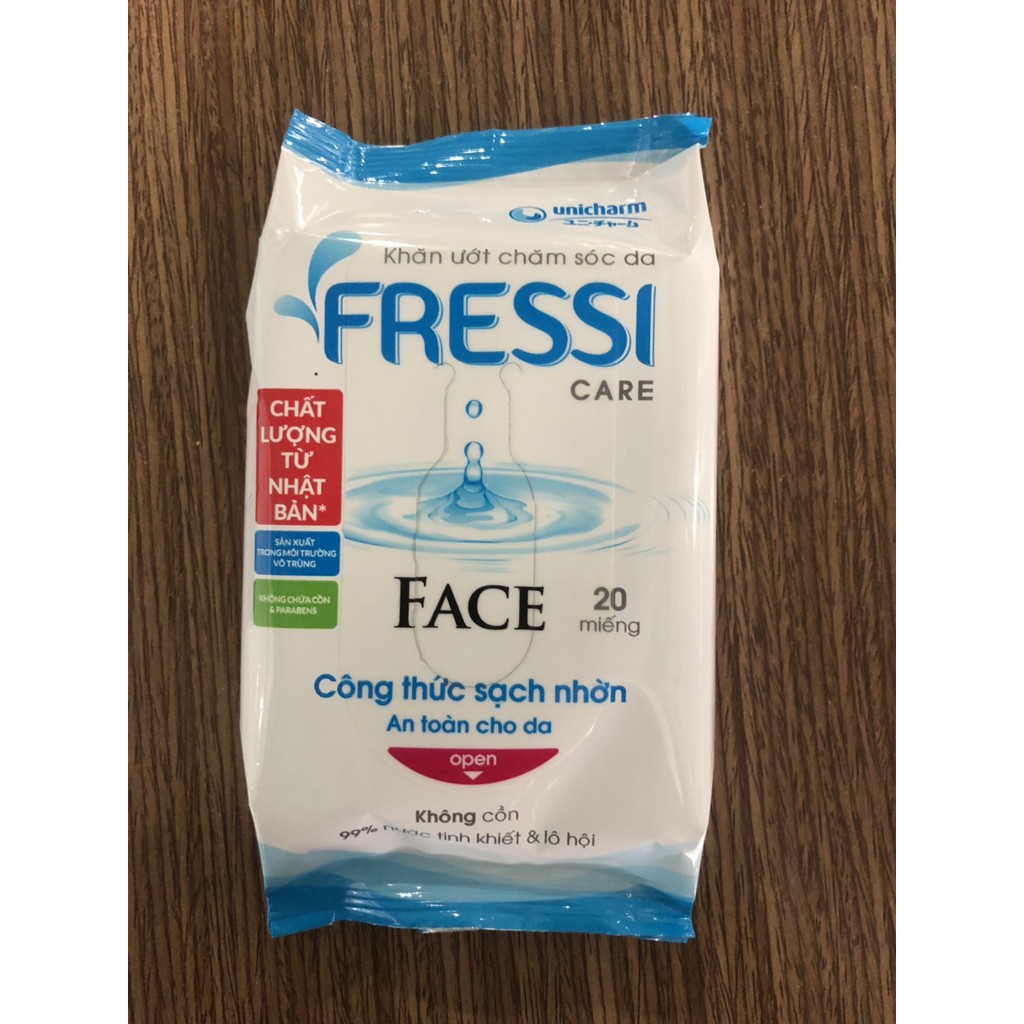 unicharm
ユニ・チャーム
Khăn ướt chăm sóc da
FRESSI
CARE
CHẤT
LƯỢNG
TỪ
NHẬT
BẢN*
SẢN XUẤT
TRONG MÔI TRƯỜNG
VÔ TRÙNG
KHÔNG CHỨA CỒN
& PARABENS
FACE
20
miếng
Công thức sạch nhờn
An toàn cho da
open
Không cồn
99% nước tinh khiết & lô hội